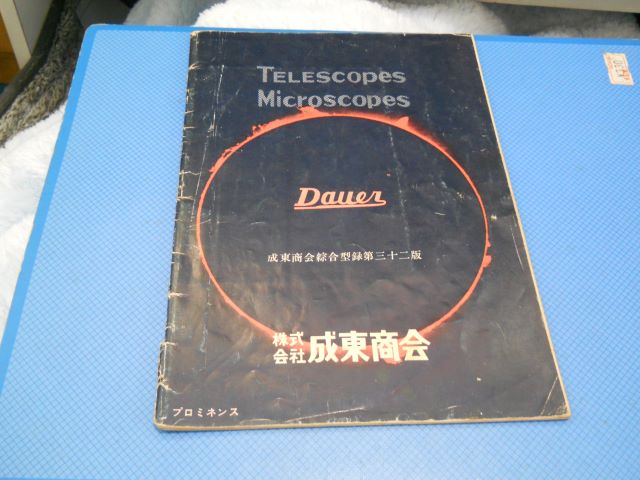 TELESCOPES
MICROSCOPES
Dauer
成東商会綜合型録第三十二版
株式会社 成東商会
プロミネンス